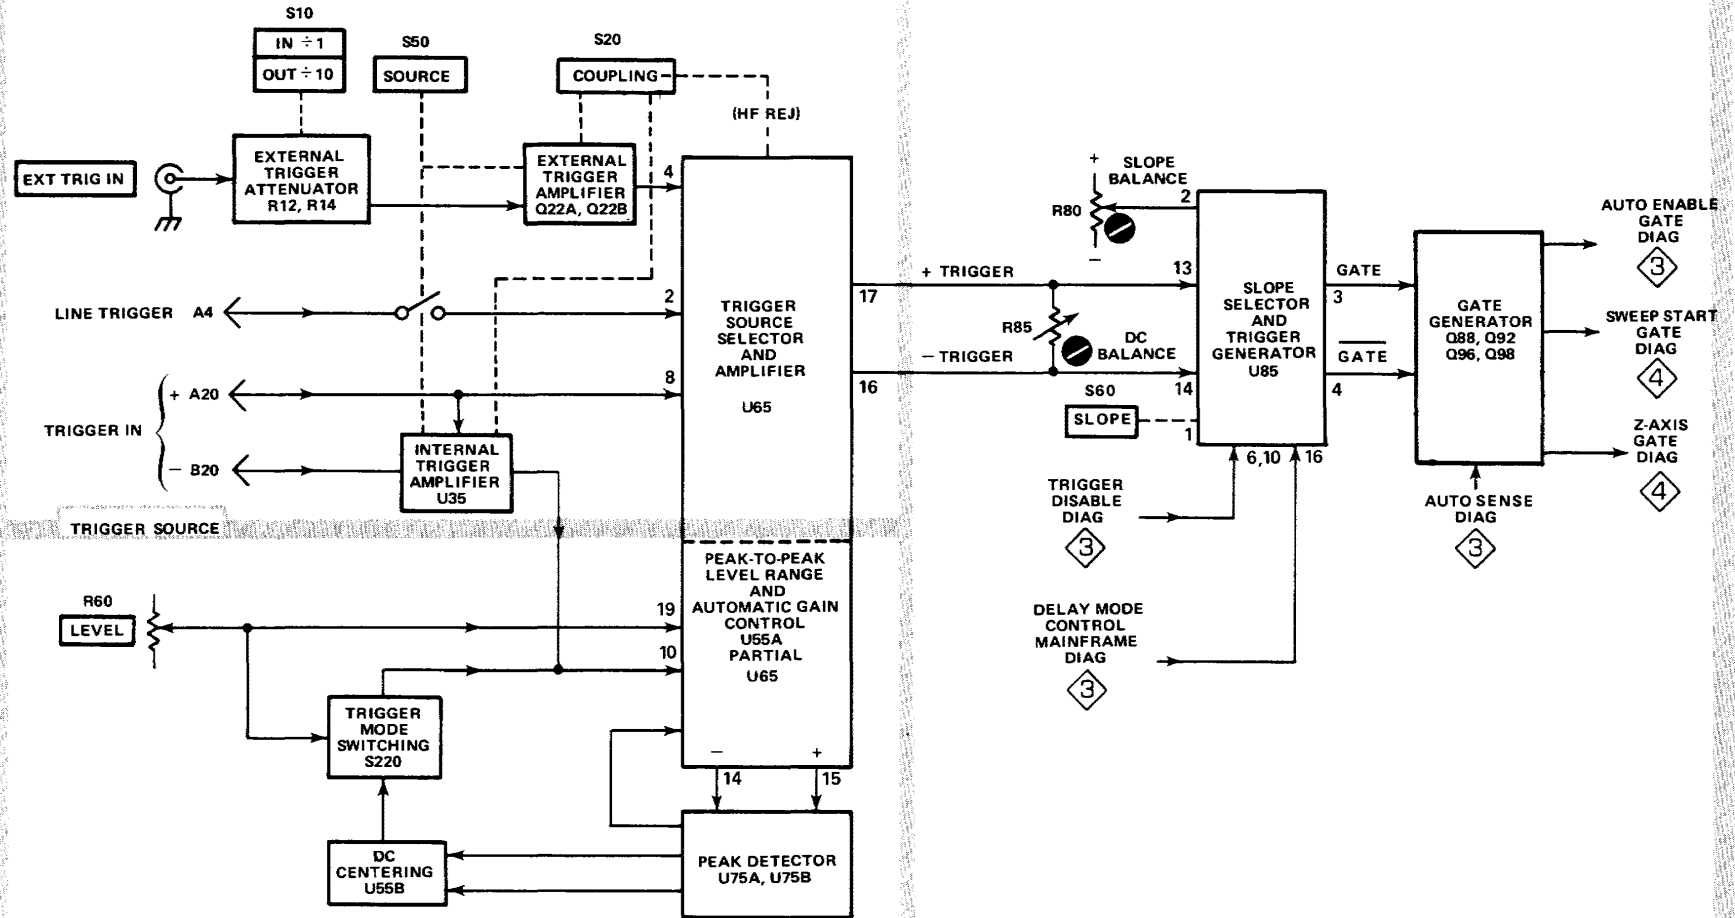 S10
IN ÷ 1
OUT ÷ 10
S50
SOURCE
S20
COUPLING
(HF REJ)
EXT TRIG IN
EXTERNAL
TRIGGER
ATTENUATOR
R12, R14
EXTERNAL
TRIGGER
AMPLIFIER
Q22A, Q22B
4
LINE TRIGGER A4
2
TRIGGER IN
+ A20
− B20
8
INTERNAL
TRIGGER
AMPLIFIER
U35
TRIGGER SOURCE
TRIGGER
SOURCE
SELECTOR
AND
AMPLIFIER
U65
17
16
PEAK-TO-PEAK
LEVEL RANGE
AND
AUTOMATIC GAIN
CONTROL
U55A
PARTIAL
U65
R60
LEVEL
19
10
TRIGGER
MODE
SWITCHING
S220
DC
CENTERING
U55B
−
+
14
15
PEAK DETECTOR
U75A, U75B
+ TRIGGER
− TRIGGER
R85
DC
BALANCE
+
SLOPE
BALANCE
R80
−
2
13
14
S60
SLOPE
1
SLOPE
SELECTOR
AND
TRIGGER
GENERATOR
U85
6,10
16
TRIGGER
DISABLE
DIAG
3
DELAY MODE
CONTROL
MAINFRAME
DIAG
3
GATE
3
GATE
4
GATE
GENERATOR
Q88, Q92
Q96, Q98
AUTO SENSE
DIAG
3
AUTO ENABLE
GATE
DIAG
3
SWEEP START
GATE
DIAG
4
Z-AXIS
GATE
DIAG
4